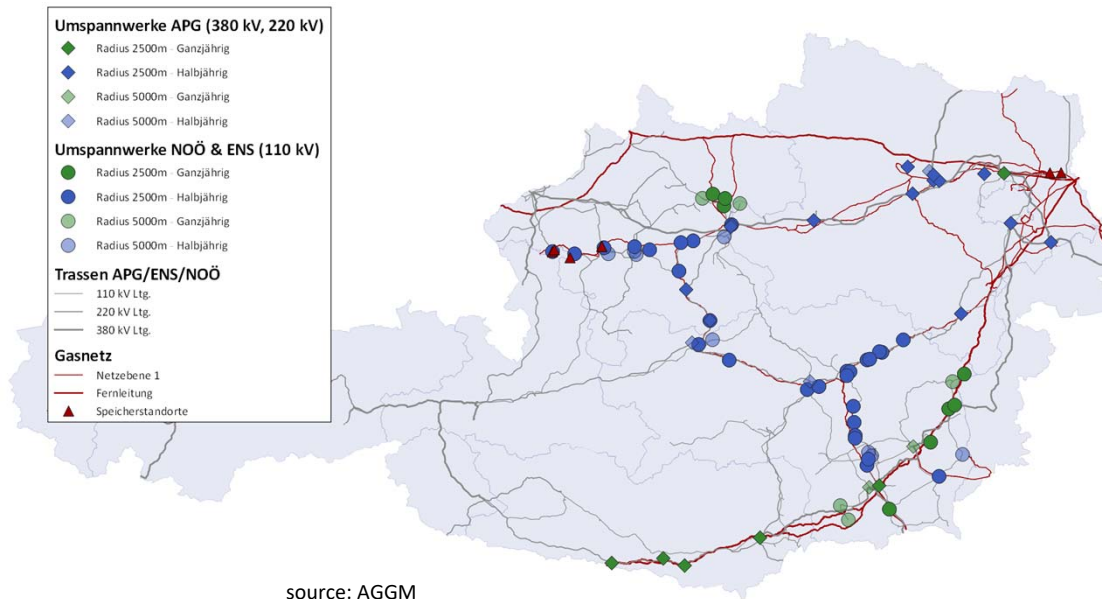 Umspannwerke APG (380 kV, 220 kV)
Radius 2500m - Ganzjährig
Radius 2500m - Halbjährig
Radius 5000m - Ganzjährig
Radius 5000m - Halbjährig
Umspannwerke NOÖ & ENS (110 kV)
Radius 2500m - Ganzjährig
Radius 2500m - Halbjährig
Radius 5000m - Ganzjährig
Radius 5000m - Halbjährig
Trassen APG/ENS/NOÖ
110 kV Ltg.
220 kV Ltg.
380 kV Ltg.
Gasnetz
Netzebene 1
Fernleitung
Speicherstandorte
source: AGGM